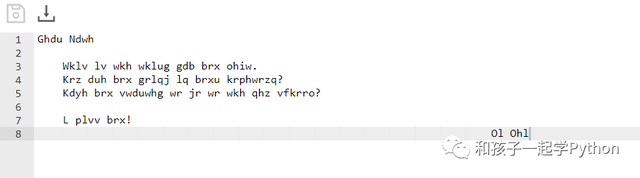 1 Ghdu Ndwh
2
3 Wklv lv wkh wklug gdb brx ohiw.
4 Krz duh brx grlqj lq brxu krphwrzq?
5 Kdyh brx vwduwhg wr jr wr wkh qhz vfkrro?
6
7 L plvv brx!
8 Ol Ohl
和孩子一起学Python